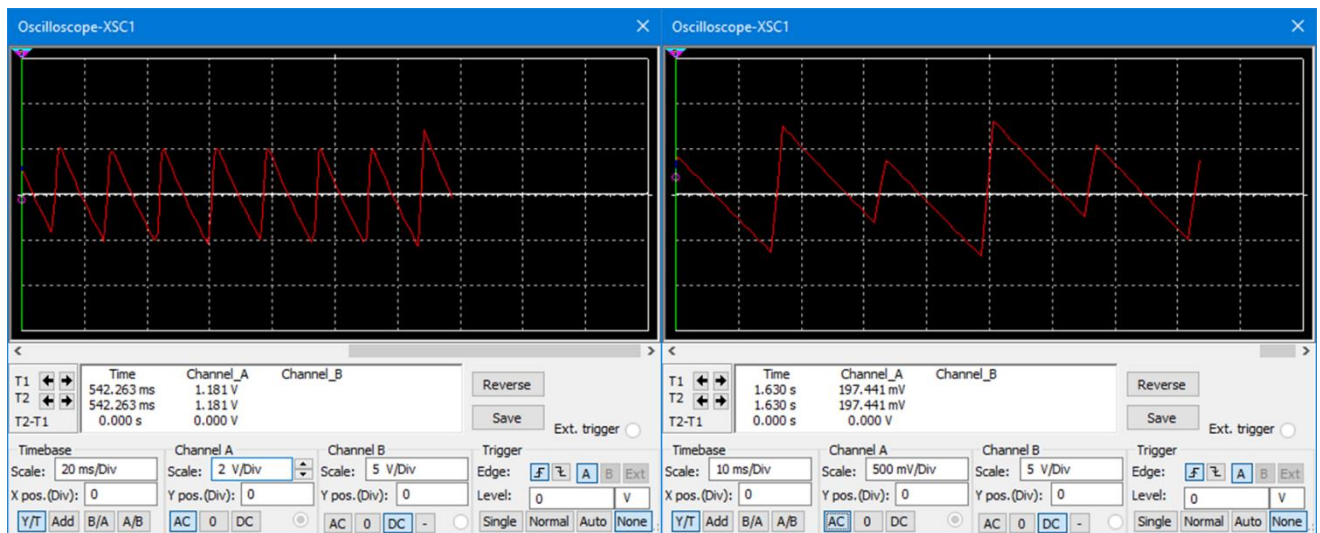 Oscilloscope-XSC1 ×
T1 Time Channel_A Channel_B
542.263 ms 1.181 V
T2 542.263 ms 1.181 V
T2-T1 0.000 s 0.000 V
Reverse
Save
Ext. trigger
Timebase Channel A Channel B Trigger
Scale: 20 ms/Div Scale: 2 V/Div Scale: 5 V/Div Edge: A B Ext
X pos.(Div): 0 Y pos.(Div): 0 Y pos.(Div): 0 Level: 0 V
Y/T Add B/A A/B AC 0 DC AC 0 DC - Single Normal Auto None
Oscilloscope-XSC1 ×
T1 Time Channel_A Channel_B
1.630 s 197.441 mV
T2 1.630 s 197.441 mV
T2-T1 0.000 s 0.000 V
Reverse
Save
Ext. trigger
Timebase Channel A Channel B Trigger
Scale: 10 ms/Div Scale: 500 mV/Div Scale: 5 V/Div Edge: A B Ext
X pos.(Div): 0 Y pos.(Div): 0 Y pos.(Div): 0 Level: 0 V
Y/T Add B/A A/B AC 0 DC AC 0 DC - Single Normal Auto None